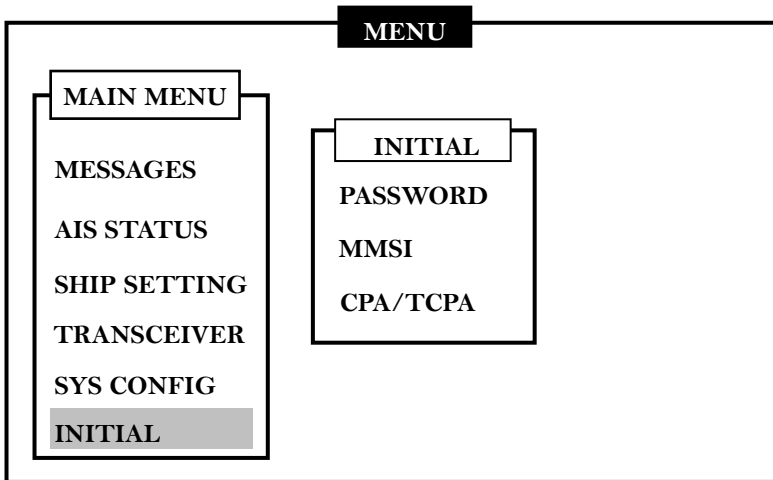 MENU
MAIN MENU
MESSAGES
AIS STATUS
SHIP SETTING
TRANSCEIVER
SYS CONFIG
INITIAL
INITIAL
PASSWORD
MMSI
CPA/TCPA